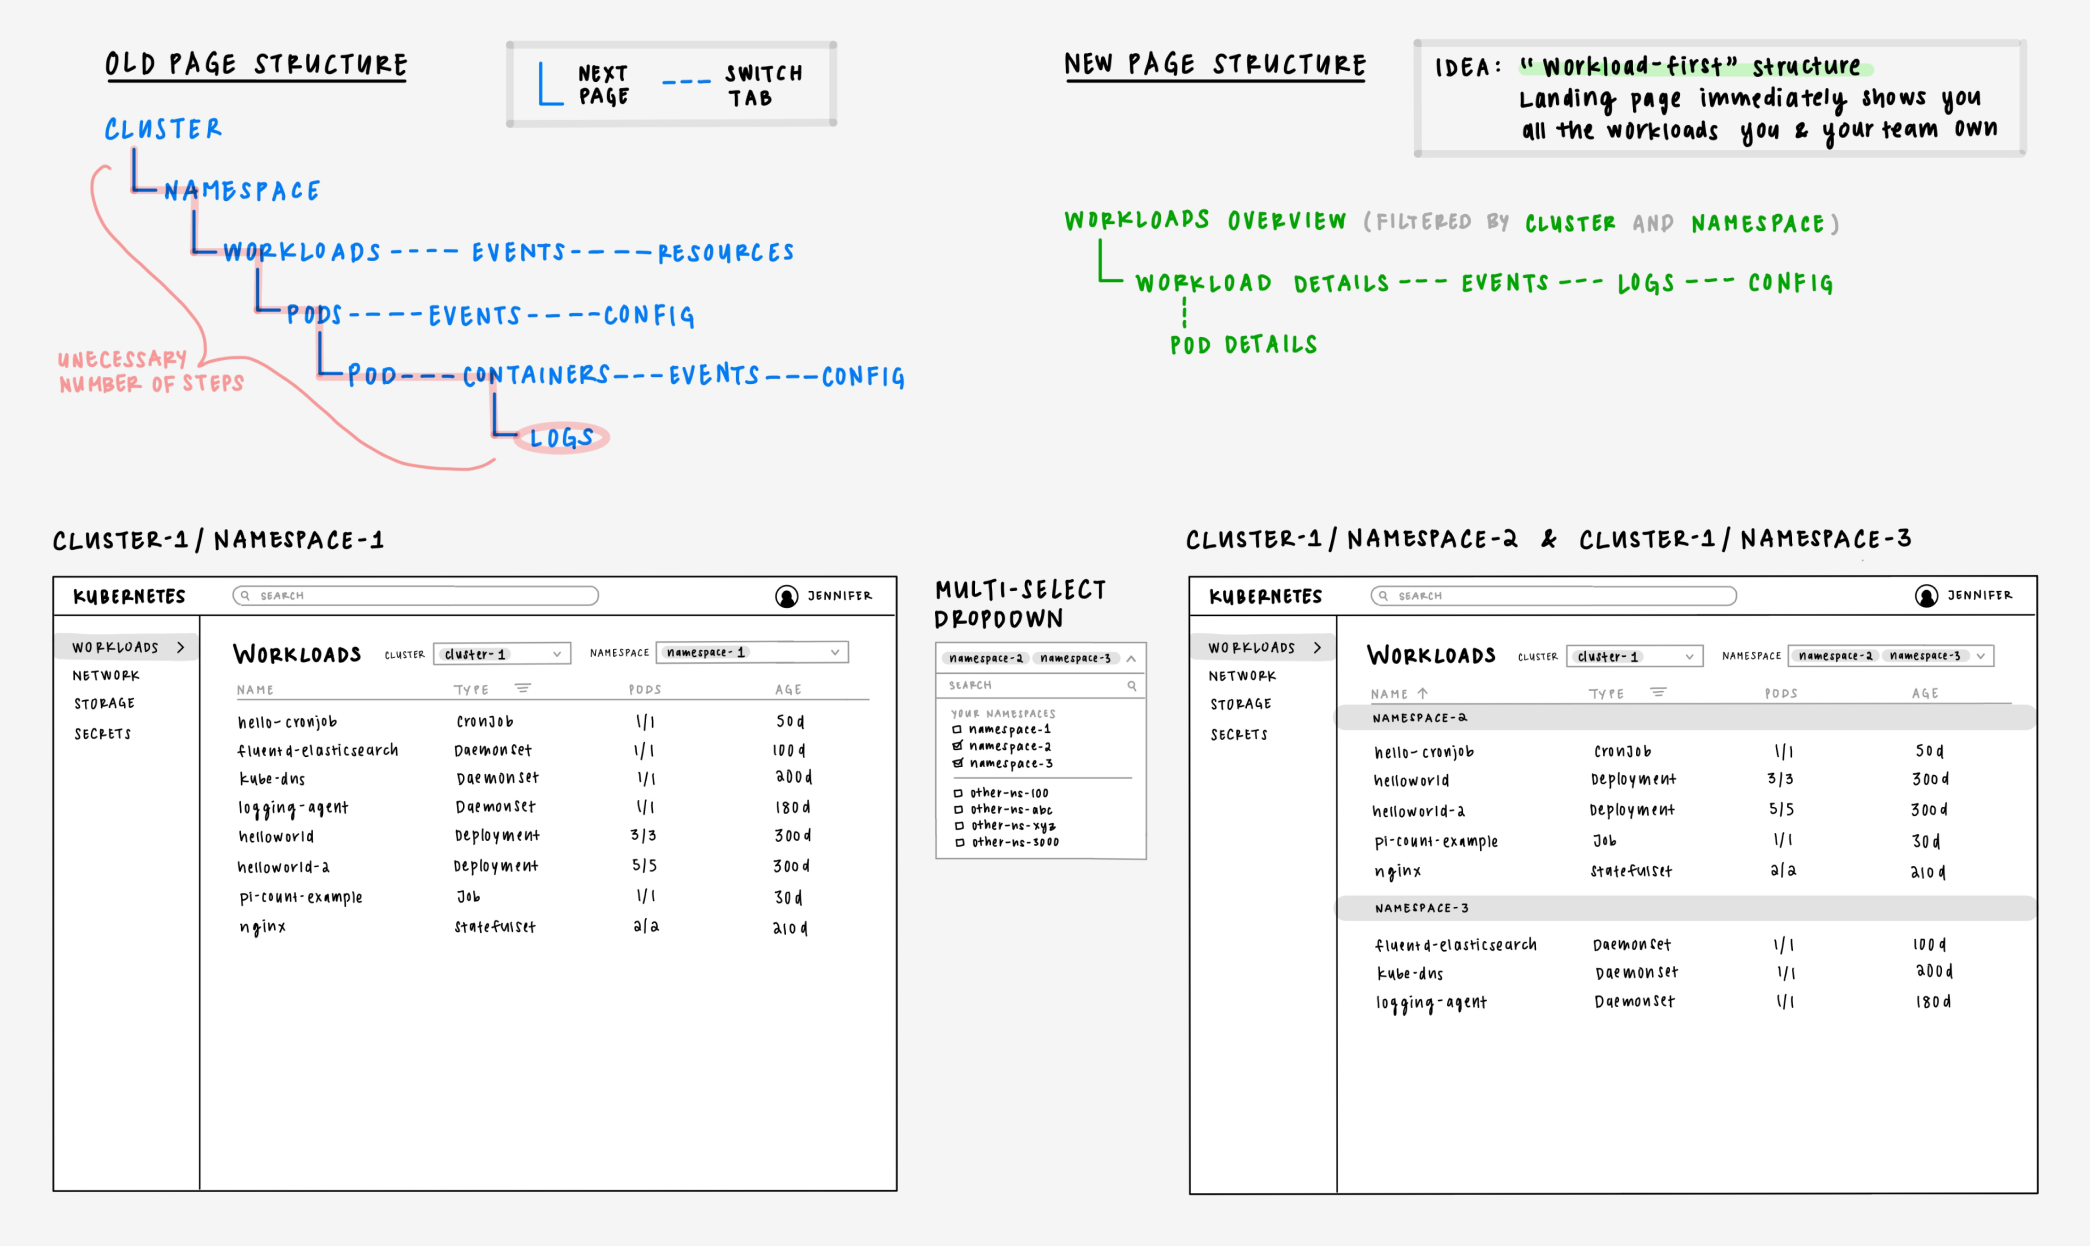 OLD PAGE STRUCTURE
NEXT PAGE
SWITCH TAB
CLUSTER
NAMESPACE
WORKLOADS ---- EVENTS ----- RESOURCES
PODS ----- EVENTS ----- CONFIG
POD --- CONTAINERS --- EVENTS --- CONFIG
LOGS
UNECESSARY
NUMBER OF STEPS
NEW PAGE STRUCTURE
IDEA: "Workload-first" structure
Landing page immediately shows you
all the workloads you & your team own
WORKLOADS OVERVIEW (FILTERED BY CLUSTER AND NAMESPACE)
WORKLOAD DETAILS --- EVENTS --- LOGS --- CONFIG
POD DETAILS
CLUSTER-1 / NAMESPACE-1
KUBERNETES SEARCH JENNIFER
WORKLOADS >
NETWORK
STORAGE
SECRETS
WORKLOADS CLUSTER cluster-1 NAMESPACE namespace-1
NAME TYPE PODS AGE
hello-cronjob CronJob 1/1 50d
fluentd-elasticsearch Daemonset 1/1 100d
kube-dns Daemonset 1/1 200d
logging-agent Daemonset 1/1 180d
helloworld Deployment 3/3 300d
helloworld-2 Deployment 5/5 300d
pi-count-example Job 1/1 30d
nginx Statefulset 2/2 210d
MULTI-SELECT
DROPDOWN
namespace-2 namespace-3
SEARCH
YOUR NAMESPACES
namespace-1
namespace-2
namespace-3
other-ns-100
other-ns-abc
other-ns-xyz
other-ns-3000
CLUSTER-1 / NAMESPACE-2 & CLUSTER-1 / NAMESPACE-3
KUBERNETES SEARCH JENNIFER
WORKLOADS >
NETWORK
STORAGE
SECRETS
WORKLOADS CLUSTER cluster-1 NAMESPACE namespace-2 namespace-3
NAME ↑ TYPE PODS AGE
NAMESPACE-2
hello-cronjob CronJob 1/1 50d
helloworld Deployment 3/3 300d
helloworld-2 Deployment 5/5 300d
pi-count-example Job 1/1 30d
nginx Statefulset 2/2 210d
NAMESPACE-3
fluentd-elasticsearch Daemonset 1/1 100d
kube-dns Daemonset 1/1 200d
logging-agent Daemonset 1/1 180d